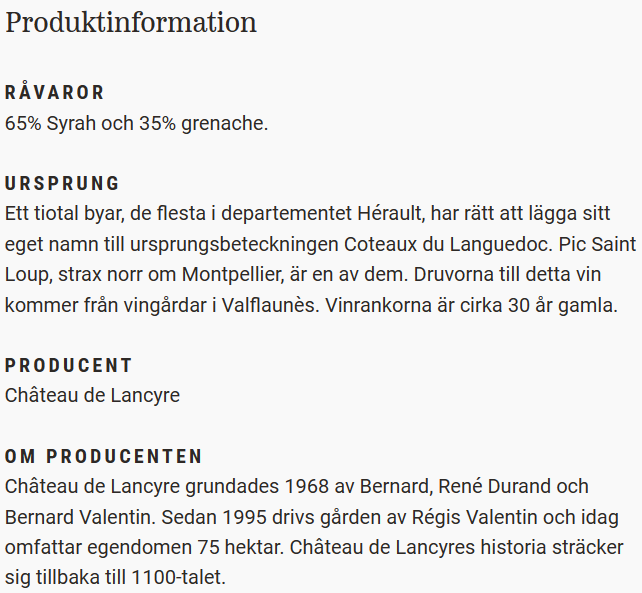 Produktinformation
RÅVAROR
65% Syrah och 35% grenache.
URSPRUNG
Ett tiotal byar, de flesta i departementet Hérault, har rätt att lägga sitt
eget namn till ursprungsbeteckningen Coteaux du Languedoc. Pic Saint
Loup, strax norr om Montpellier, är en av dem. Druvorna till detta vin
kommer från vingårdar i Valflaunès. Vinrankorna är cirka 30 år gamla.
PRODUCENT
Château de Lancyre
OM PRODUCENTEN
Château de Lancyre grundades 1968 av Bernard, René Durand och
Bernard Valentin. Sedan 1995 drivs gården av Régis Valentin och idag
omfattar egendomen 75 hektar. Château de Lancyres historia sträcker
sig tillbaka till 1100-talet.